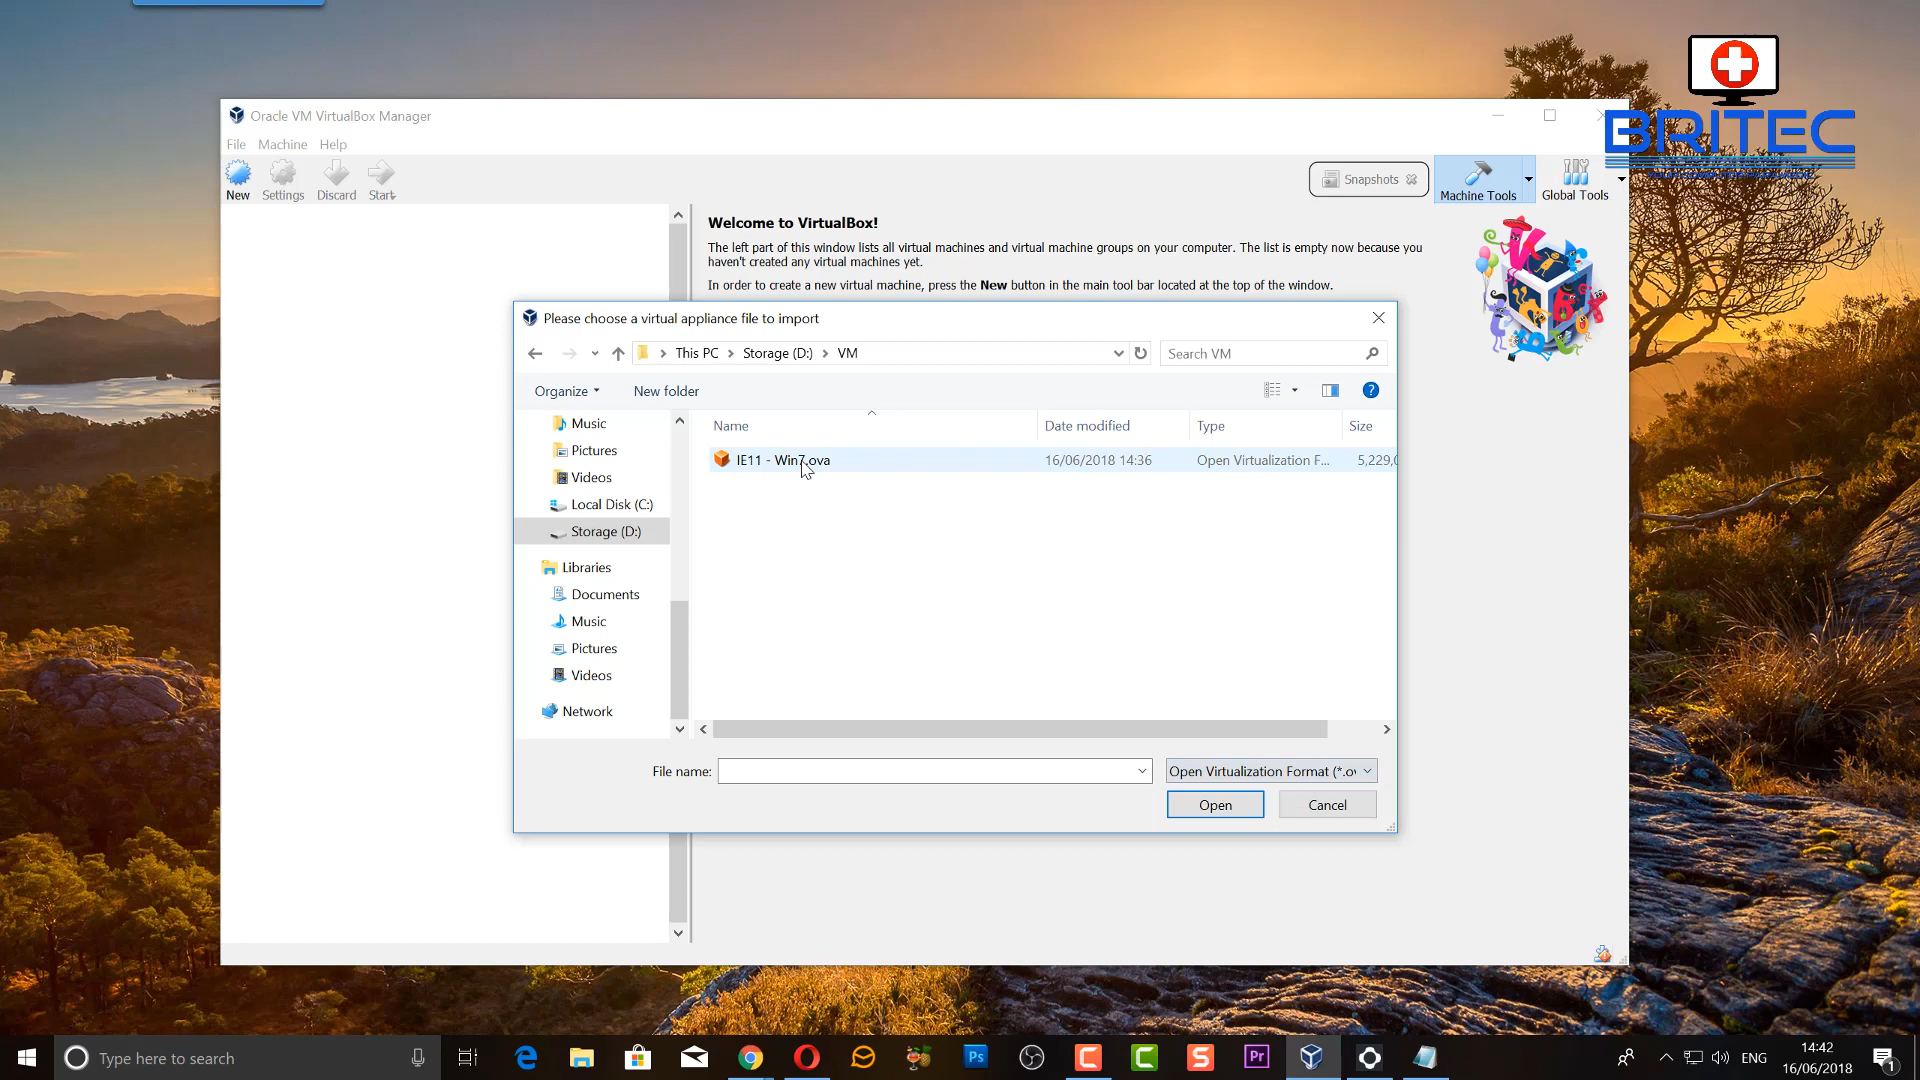 BRITEC
Oracle VM VirtualBox Manager
File Machine Help
New Settings Discard Start
Snapshots Machine Tools Global Tools
Welcome to VirtualBox!
The left part of this window lists all virtual machines and virtual machine groups on your computer. The list is empty now because you
haven't created any virtual machines yet.
In order to create a new virtual machine, press the New button in the main tool bar located at the top of the window.
Please choose a virtual appliance file to import
This PC Storage (D:) VM
Search VM
Organize New folder
Name Date modified Type Size
IE11 - Win7.ova 16/06/2018 14:36 Open Virtualization F... 5,229,0
Music
Pictures
Videos
Local Disk (C:)
Storage (D:)
Libraries
Documents
Music
Pictures
Videos
Network
File name:
Open Virtualization Format (*.ov
Open Cancel
Type here to search
Ps
Pr
ENG
14:42
16/06/2018
1